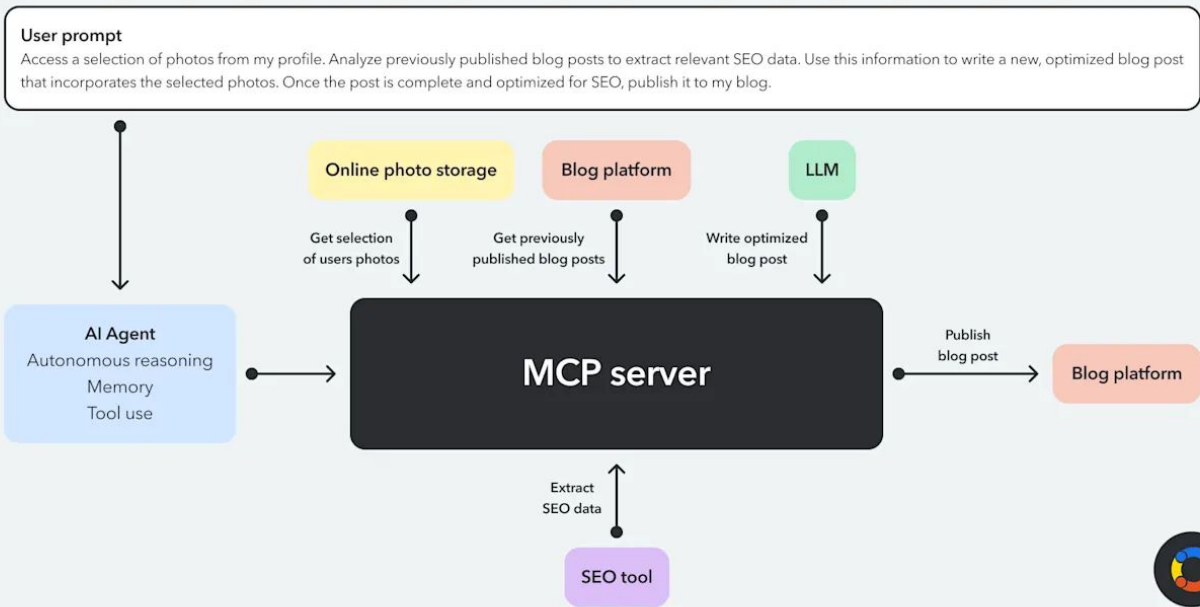 User prompt
Access a selection of photos from my profile. Analyze previously published blog posts to extract relevant SEO data. Use this information to write a new, optimized blog post
that incorporates the selected photos. Once the post is complete and optimized for SEO, publish it to my blog.
Online photo storage
Blog platform
LLM
Get selection
of users photos
Get previously
published blog posts
Write optimized
blog post
AI Agent
Autonomous reasoning
Memory
Tool use
MCP server
Publish
blog post
Blog platform
Extract
SEO data
SEO tool